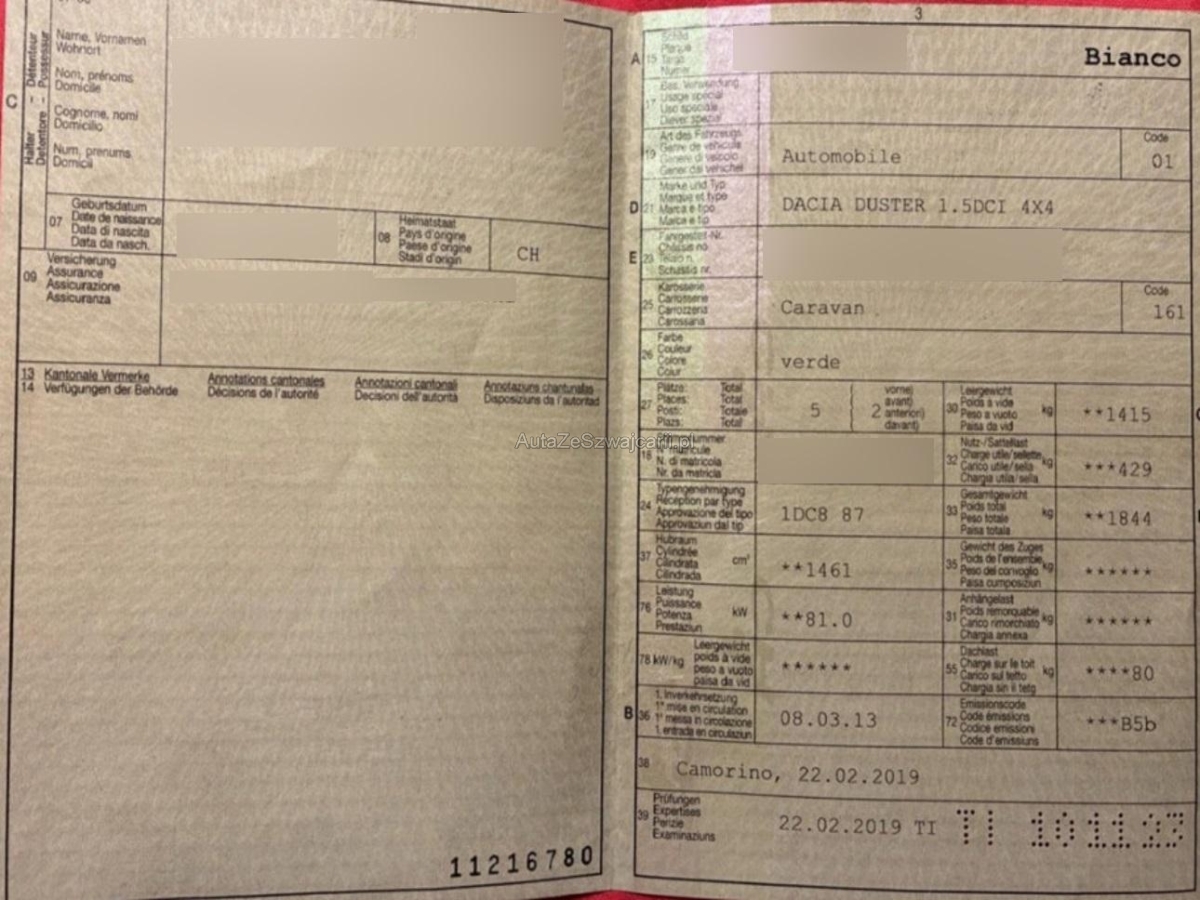 C
Halter - Détenteur
Detentore - Possessur
Name, Vornamen
Wohnort
Nom, prénoms
Domicile
Cognome, nomi
Domicilio
Num, prenums
Domicil
07
Geburtsdatum
Date de naissance
Data di nascita
Data da nasch.
08
Heimatstaat
Pays d'origine
Paese d'origine
Stadi d'origin
CH
09
Versicherung
Assurance
Assicurazione
Assicuranza
13 Kantonale Vermerke
14 Verfügungen der Behörde
Annotations cantonales
Décisions de l'autorité
Annotazioni cantonali
Decisioni dell'autorità
Annotaziuns chantunalas
Disposiziuns da l'autoritad
11216780
3
A
15
Schild
Plaque
Targa
Numer
Bianco
17
Bes. Verwendung
Usage spécial
Uso speciale
Diever spezial
19
Art des Fahrzeugs
Genre de véhicule
Genere di veicolo
Gener dal vehichel
Automobile
Code
01
D
21
Marke und Typ
Marque et type
Marca e tipo
Marca e tip
DACIA DUSTER 1.5DCI 4X4
E
23
Fahrgestell-Nr.
Châssis no
Telaio n.
Schassis nr.
25
Karosserie
Carrosserie
Carrozzeria
Carossaria
Caravan
Code
161
26
Farbe
Couleur
Colore
Colur
verde
27
Plätze: Total
Places: Total
Posti: Totale
Plazs: Total
5
2
vorne)
avant)
anteriori)
davant)
30
Leergewicht
Poids à vide
Peso a vuoto
Paisa da vid
kg
**1415
18
N° matricule
N. di matricola
Nr. da matricla
32
Nutz-/Sattellast
Charge utile/sellette
Carico utile/sella
Chargia utila/sella
kg
***429
24
Typengenehmigung
Réception par type
Approvazione del tipo
Approvaziun dal tip
1DC8 87
33
Gesamtgewicht
Poids total
Peso totale
Paisa totala
kg
**1844
37
Hubraum
Cylindrée
Cilindrata
Cilindrada
cm³
**1461
35
Gewicht des Zuges
Poids de l'ensemble
Peso del convoglio
Paisa cumposiziun
kg
******
76
Leistung
Puissance
Potenza
Prestaziun
kW
**81.0
31
Anhängelast
Poids remorquable
Carico rimorchiato
Chargia annexa
kg
******
78 kW/kg
Leergewicht
poids à vide
peso a vuoto
paisa da vid
******
55
Dachlast
Charge sur le toit
Carico sul tetto
Chargia sin il tetg
kg
****80
B
36
1. Inverkehrsetzung
1re mise en circulation
1a messa in circolazione
1. entrada en circulaziun
08.03.13
72
Emissionscode
Code émissions
Codice emissioni
Code d'emissiuns
***B5b
38
Camorino, 22.02.2019
39
Prüfungen
Expertises
Perizie
Examinaziuns
22.02.2019 TI
TI 101123
AutaZeSzwajcarii.pl